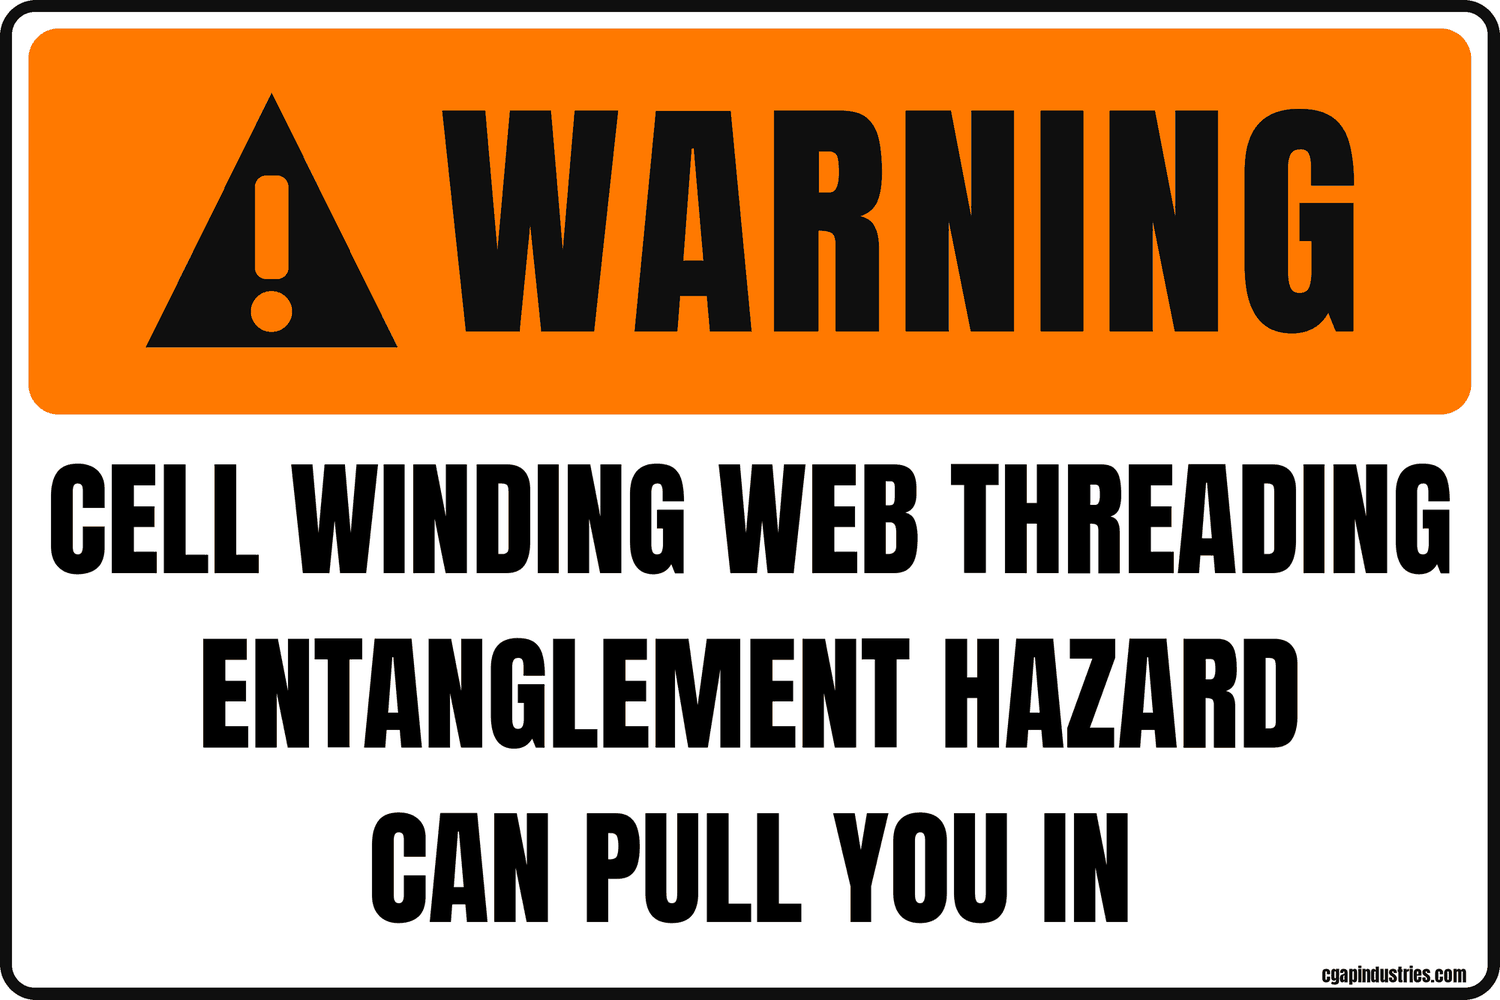 WARNING
CELL WINDING WEB THREADING
ENTANGLEMENT HAZARD
CAN PULL YOU IN
cgapindustries.com